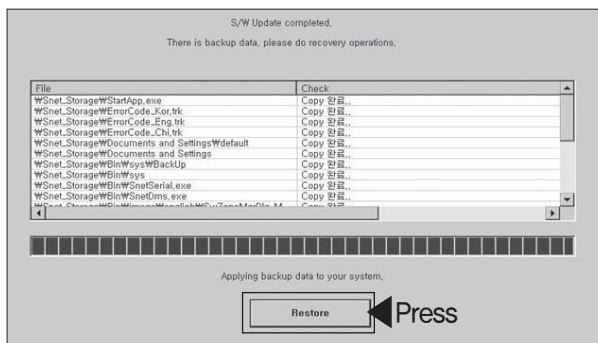 S/W Update completed,
There is backup data, please do recovery operations,
File Check
₩Snet_Storage₩StartApp,exe Copy 완료,,
₩Snet_Storage₩ErrorCode_Kor,trk Copy 완료,,
₩Snet_Storage₩ErrorCode_Eng,trk Copy 완료,,
₩Snet_Storage₩ErrorCode_Chi,trk Copy 완료,,
₩Snet_Storage₩Documents and Settings₩default Copy 완료,,
₩Snet_Storage₩Documents and Settings Copy 완료,,
₩Snet_Storage₩Bin₩sys₩BackUp Copy 완료,,
₩Snet_Storage₩Bin₩sys Copy 완료,,
₩Snet_Storage₩Bin₩SnetSerial,exe Copy 완료,,
₩Snet_Storage₩Bin₩SnetDms,exe Copy 완료,,
Copy 완료
Applying backup data to your system,
Restore
Press